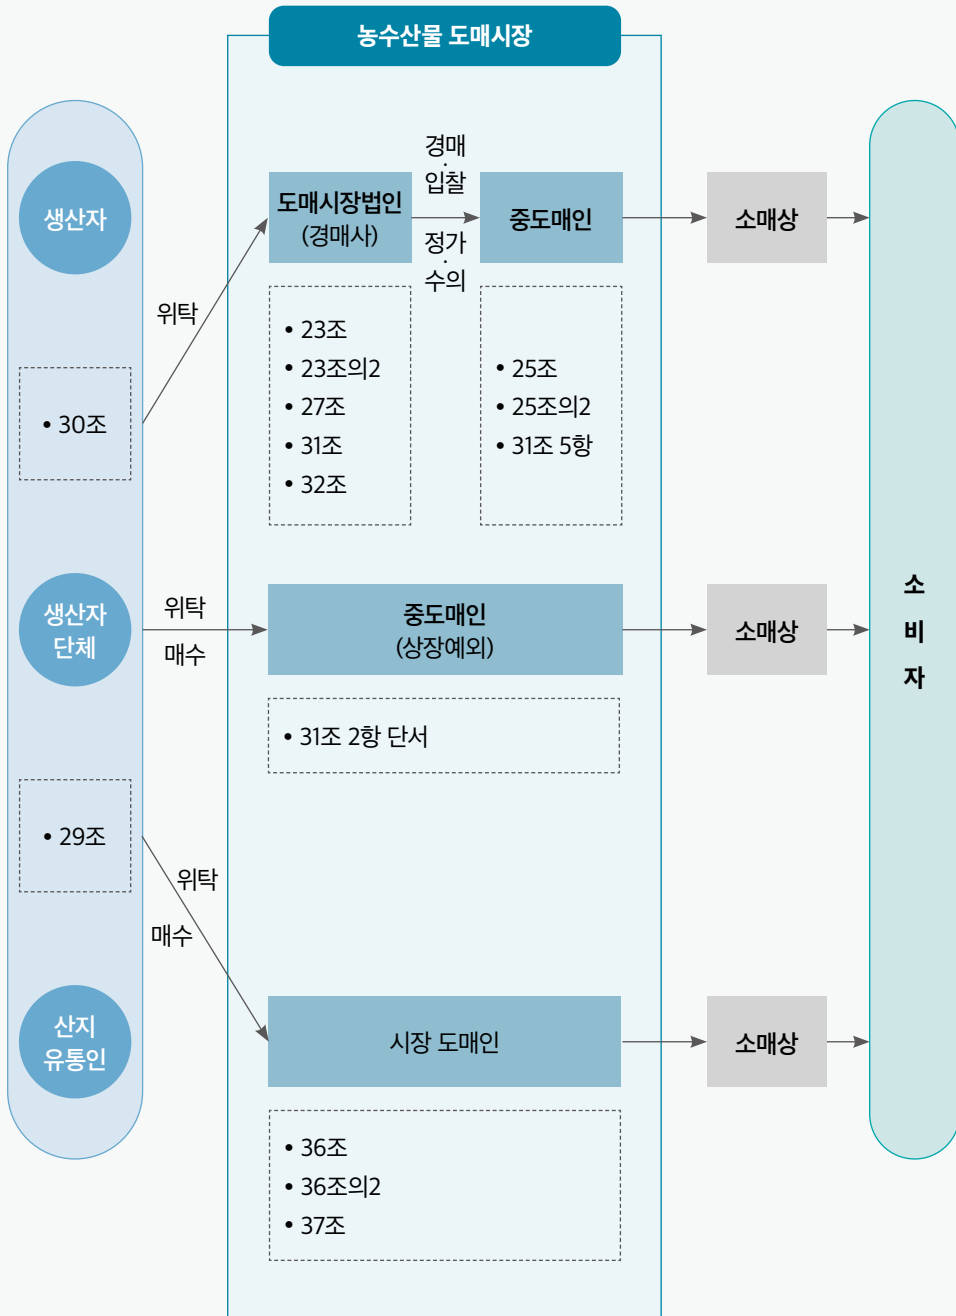 농수산물 도매시장
생산자
• 30조
생산자
단체
• 29조
산지
유통인
위탁
도매시장법인
(경매사)
경매
·
입찰
정가
·
수의
중도매인
소매상
• 23조
• 23조의2
• 27조
• 31조
• 32조
• 25조
• 25조의2
• 31조 5항
위탁
매수
중도매인
(상장예외)
소매상
• 31조 2항 단서
위탁
매수
시장 도매인
소매상
• 36조
• 36조의2
• 37조
소
비
자